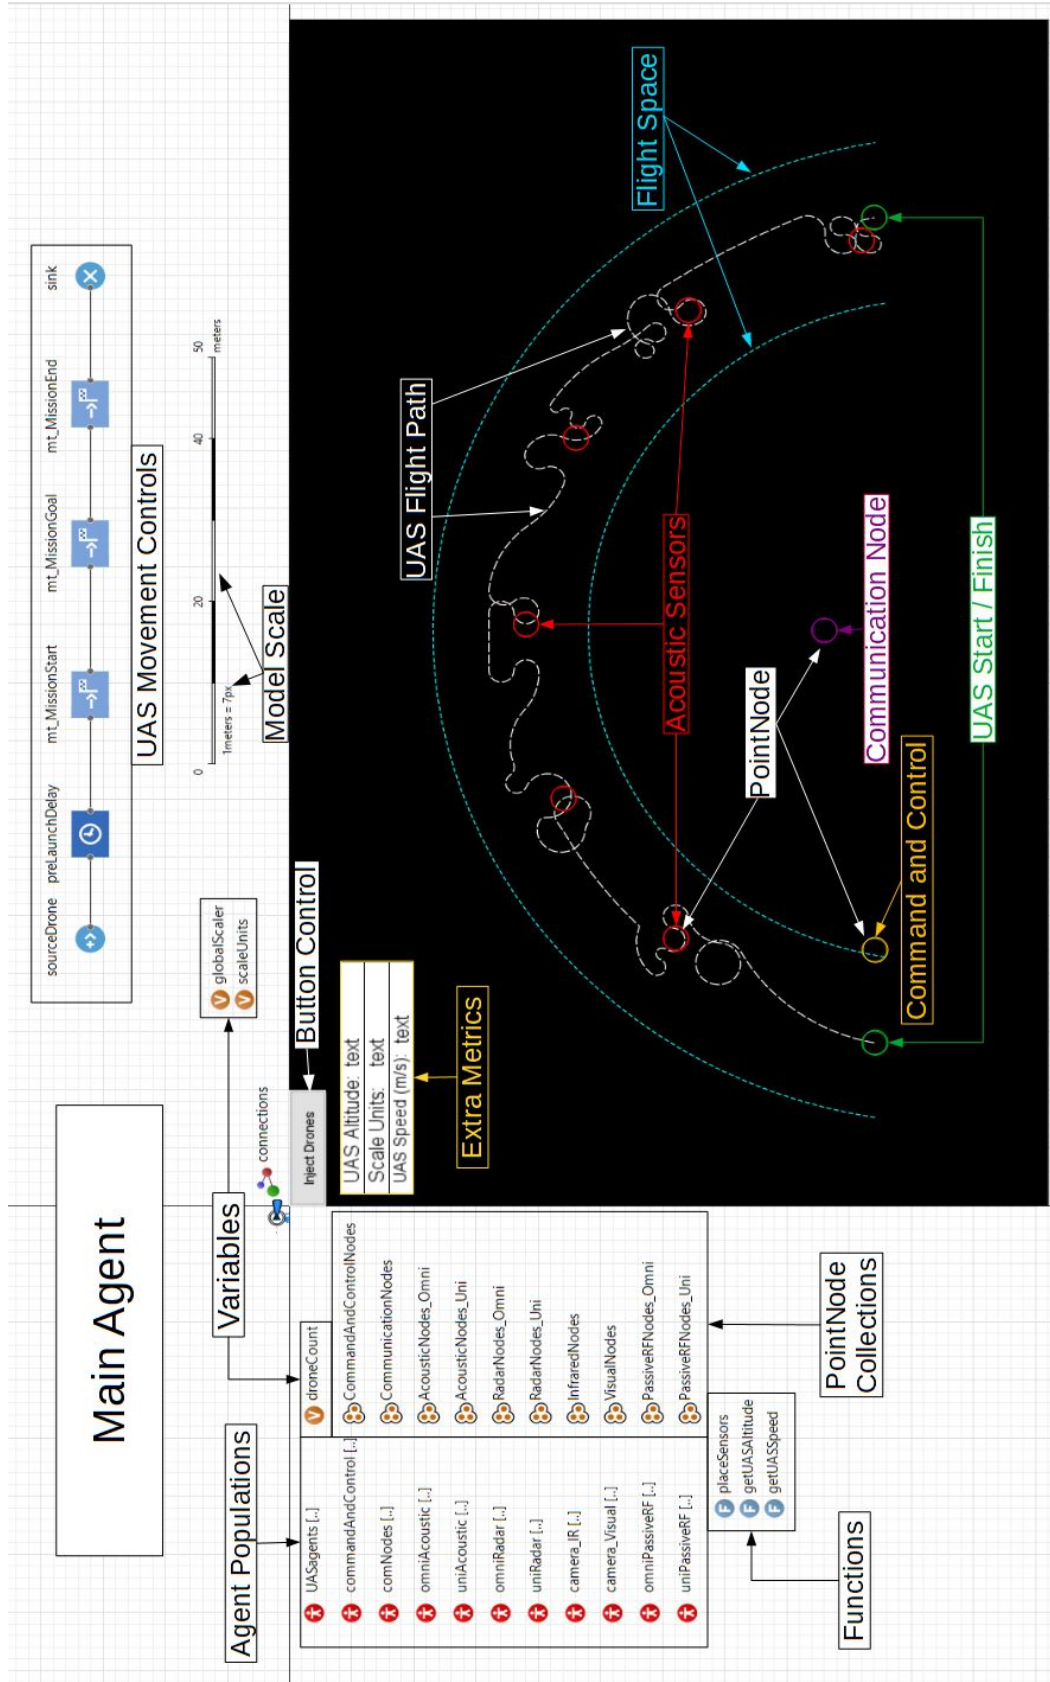 Main Agent
sourceDrone
preLaunchDelay
mt_MissionStart
mt_MissionGoal
mt_MissionEnd
sink
UAS Movement Controls
Variables
globalScaler
scaleUnits
0
20
40
50
meters
1meters = 7px
Model Scale
connections
Agent Populations
UASagents [..]
commandAndControl [..]
comNodes [..]
omniAcoustic [..]
uniAcoustic [..]
omniRadar [..]
uniRadar [..]
camera_IR [..]
camera_Visual [..]
omniPassiveRF [..]
uniPassiveRF [..]
droneCount
CommandAndControlNodes
CommunicationNodes
AcousticNodes_Omni
AcousticNodes_Uni
RadarNodes_Omni
RadarNodes_Uni
InfraredNodes
VisualNodes
PassiveRFNodes_Omni
PassiveRFNodes_Uni
placeSensors
getUASAltitude
getUASSpeed
Functions
PointNode
Collections
Inject Drones
Button Control
UAS Altitude: text
Scale Units: text
UAS Speed (m/s): text
Extra Metrics
UAS Flight Path
Flight Space
Acoustic Sensors
PointNode
Communication Node
Command and Control
UAS Start / Finish